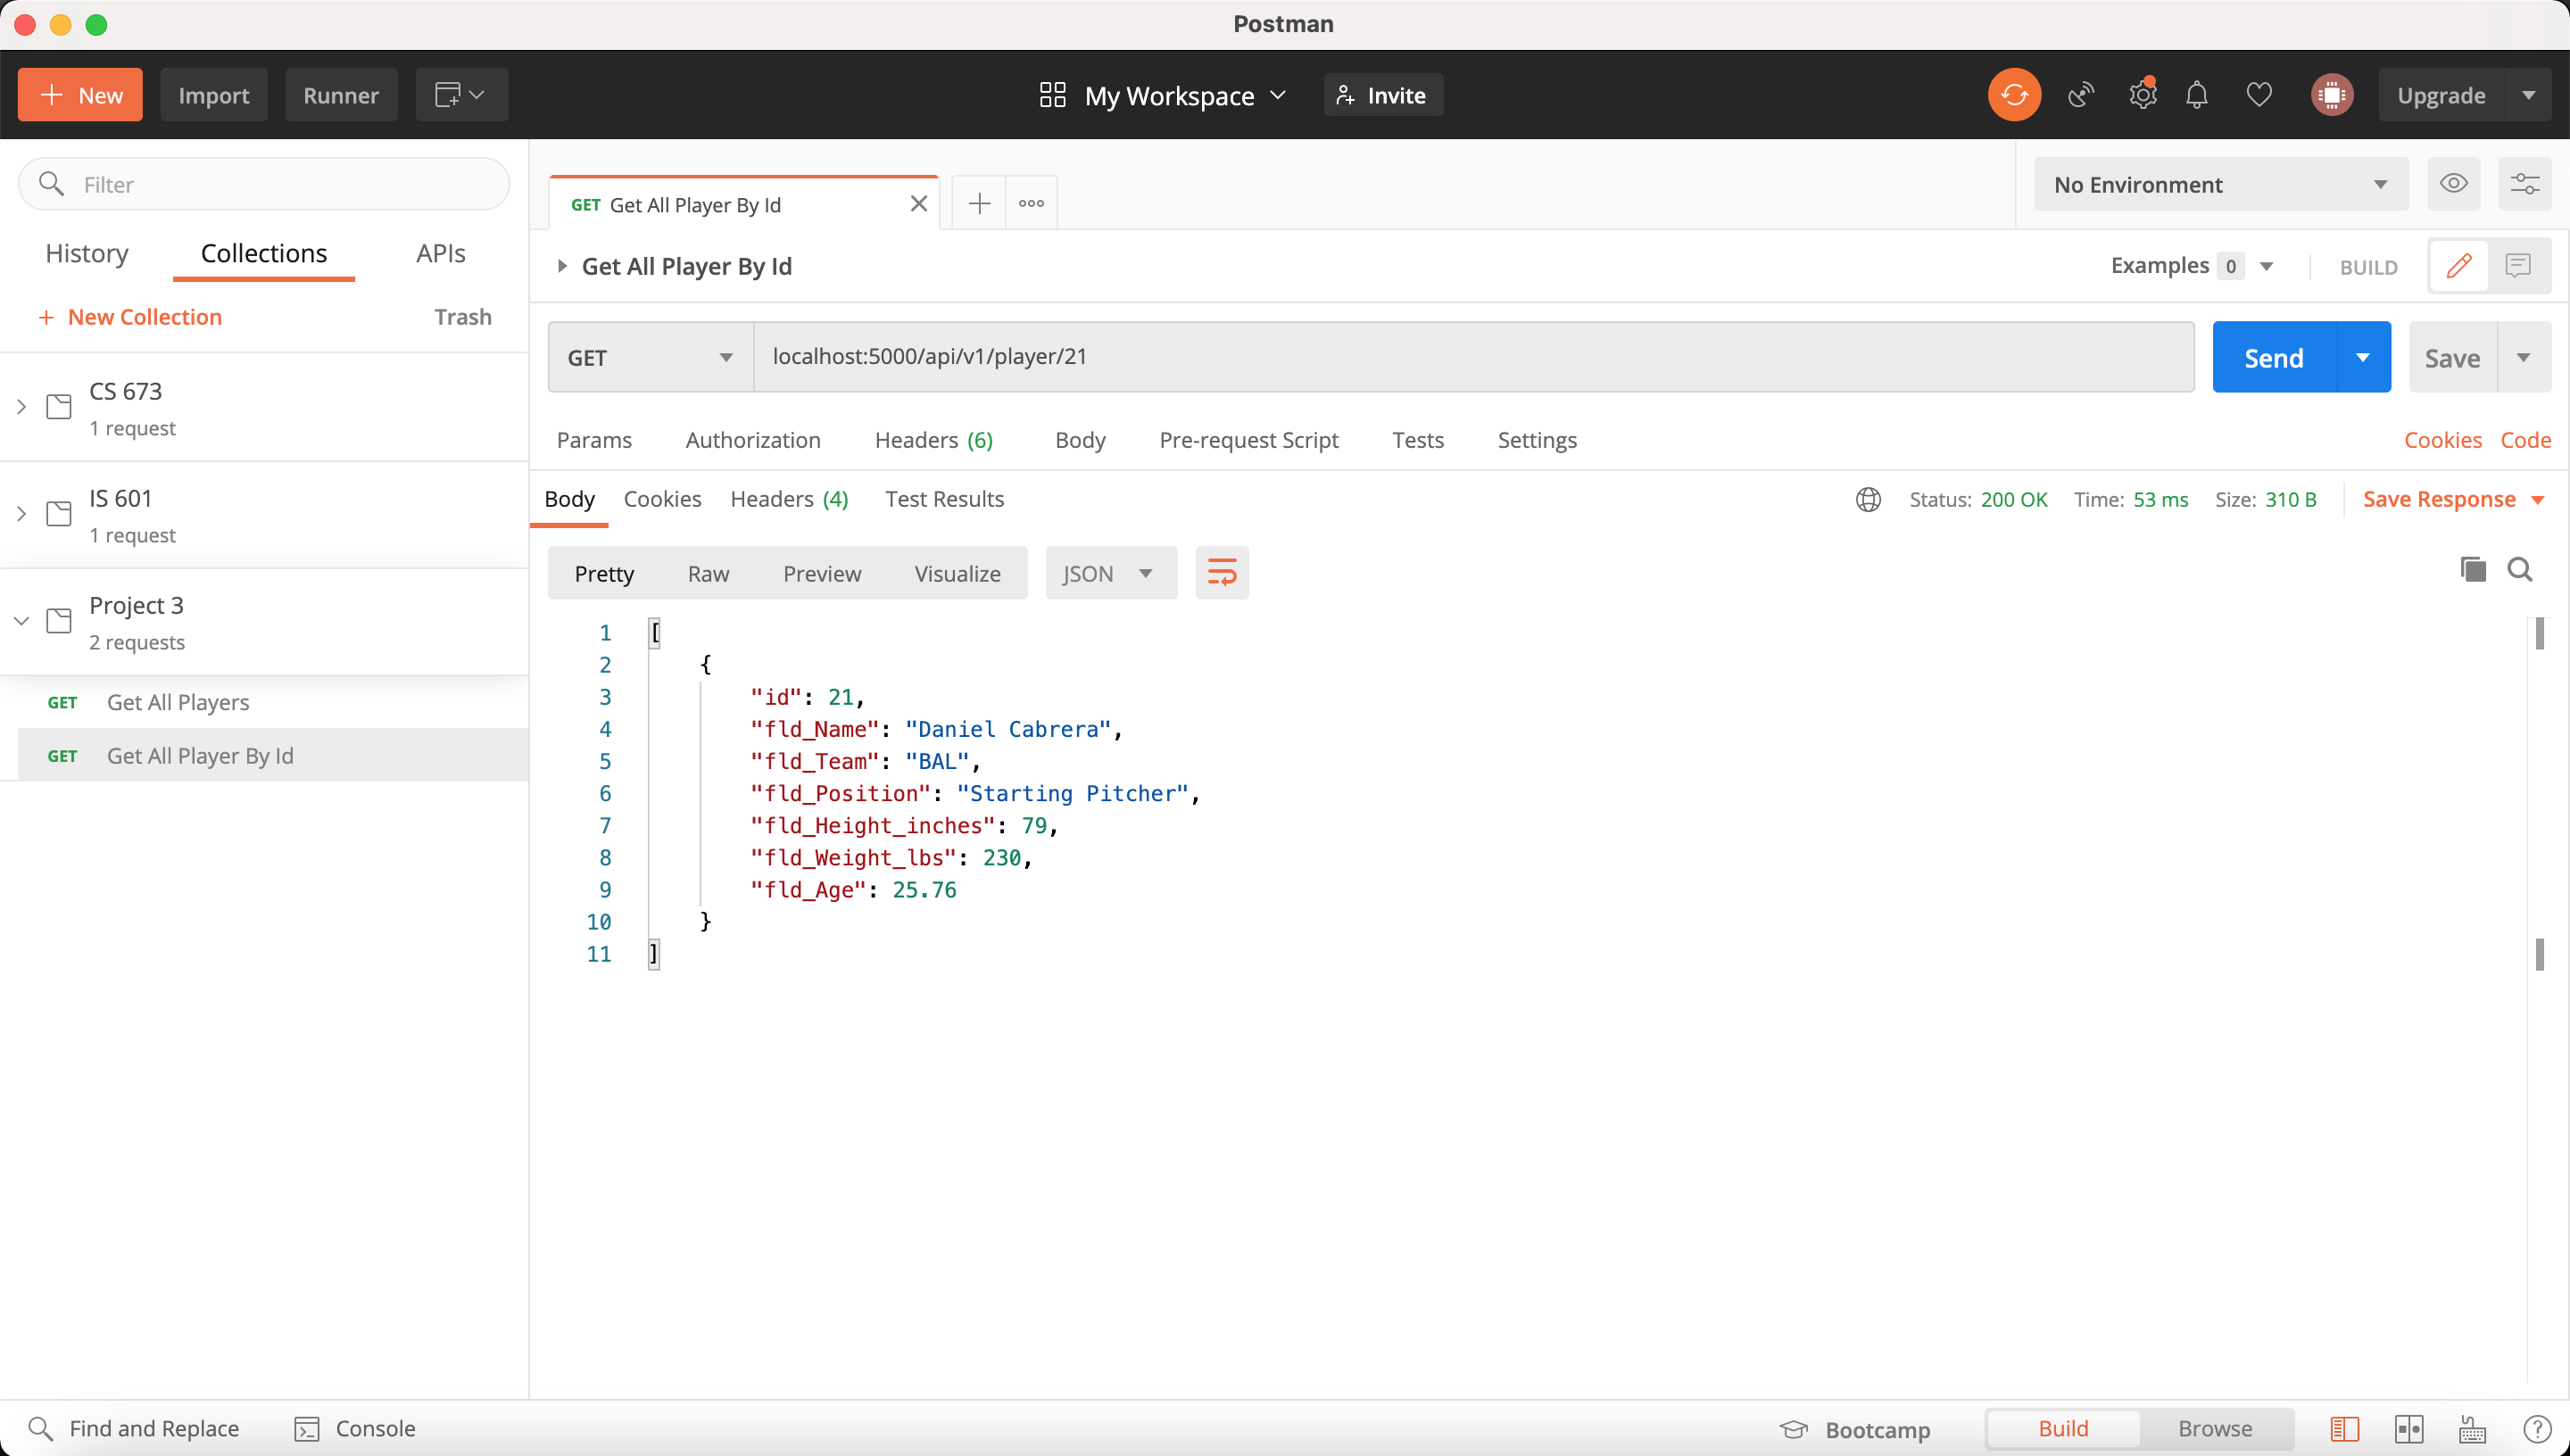 Postman
New
Import
Runner
My Workspace
Invite
Upgrade
Filter
History
Collections
APIs
+ New Collection
Trash
CS 673
1 request
IS 601
1 request
Project 3
2 requests
GET Get All Players
GET Get All Player By Id
GET Get All Player By Id
No Environment
Get All Player By Id
Examples 0
BUILD
GET
localhost:5000/api/v1/player/21
Send
Save
Params
Authorization
Headers (6)
Body
Pre-request Script
Tests
Settings
Cookies
Code
Body
Cookies
Headers (4)
Test Results
Status: 200 OK
Time: 53 ms
Size: 310 B
Save Response
Pretty
Raw
Preview
Visualize
JSON
1 [
2 {
3 "id": 21,
4 "fld_Name": "Daniel Cabrera",
5 "fld_Team": "BAL",
6 "fld_Position": "Starting Pitcher",
7 "fld_Height_inches": 79,
8 "fld_Weight_lbs": 230,
9 "fld_Age": 25.76
10 }
11 ]
Find and Replace
Console
Bootcamp
Build
Browse